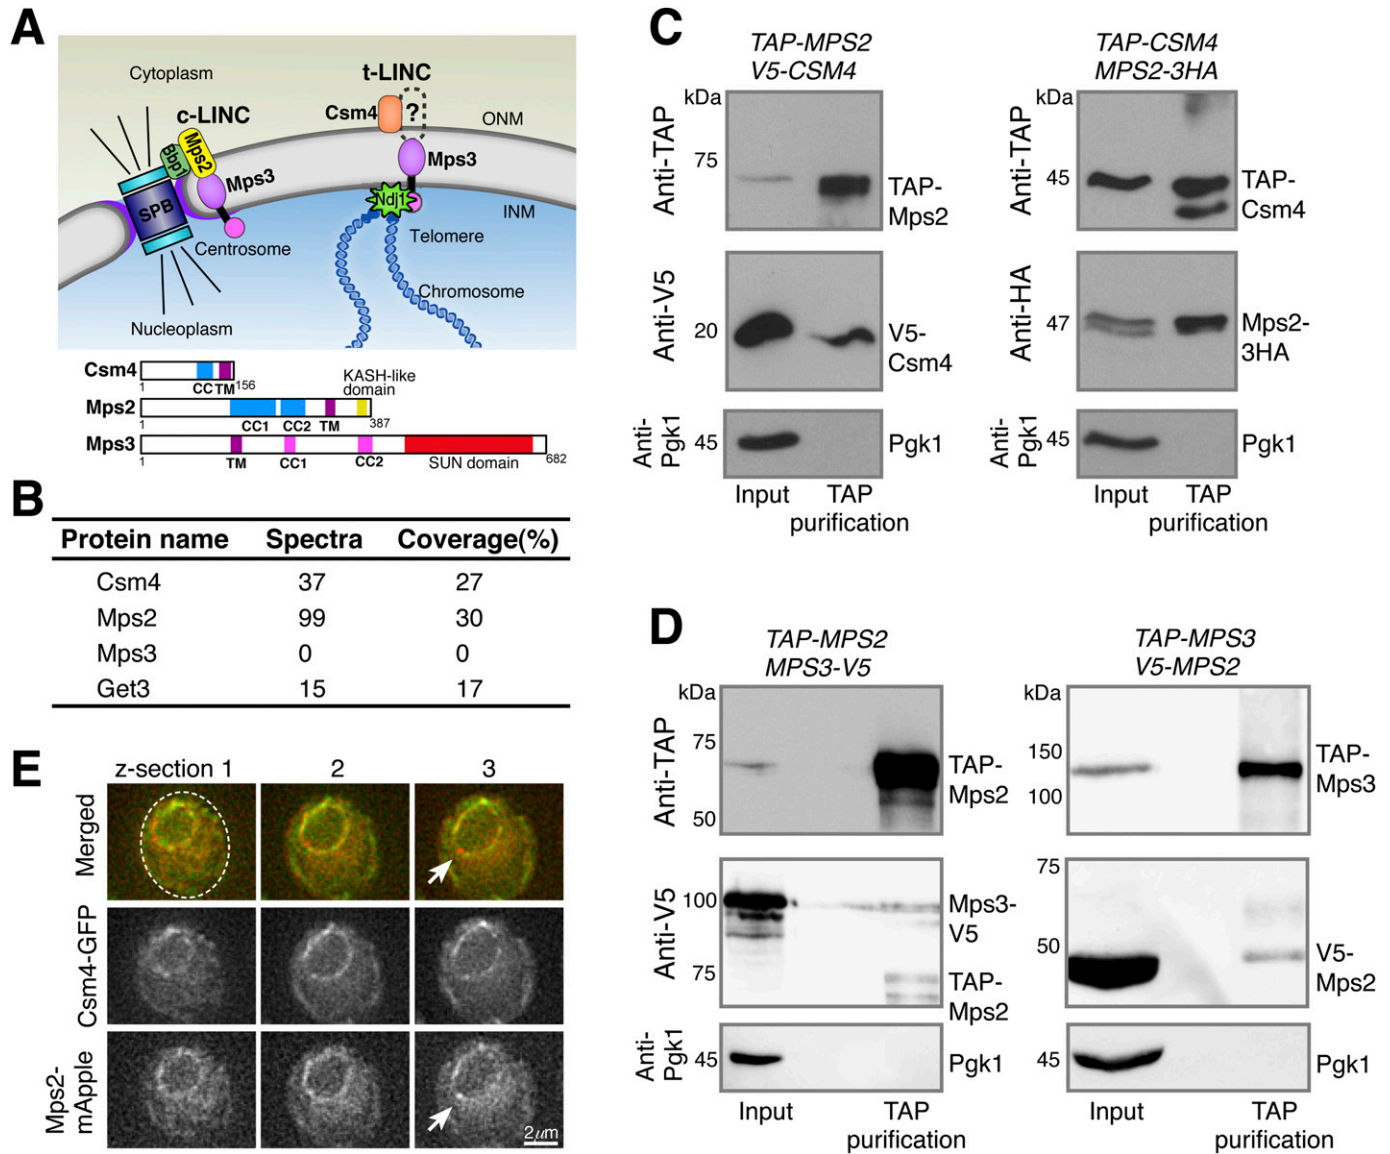 A
Cytoplasm
c-LINC
t-LINC
Csm4
?
ONM
Bbp1
Mps2
Mps3
Mps3
SPB
Ndj1
INM
Centrosome
Telomere
Chromosome
Nucleoplasm
Csm4
1
CC TM
156
KASH-like
domain
Mps2
1
CC1
CC2
TM
387
Mps3
1
TM
CC1
CC2
SUN domain
682
B
Protein name Spectra Coverage(%)
Csm4 37 27
Mps2 99 30
Mps3 0 0
Get3 15 17
C
TAP-MPS2
V5-CSM4
kDa
Anti-TAP
75
TAP-
Mps2
Anti-V5
20
V5-
Csm4
Anti-
Pgk1
45
Pgk1
Input
TAP
purification
TAP-CSM4
MPS2-3HA
kDa
Anti-TAP
45
TAP-
Csm4
Anti-HA
47
Mps2-
3HA
Anti-
Pgk1
45
Pgk1
Input
TAP
purification
D
TAP-MPS2
MPS3-V5
kDa
Anti-TAP
75
50
TAP-
Mps2
Anti-V5
100
75
Mps3-
V5
TAP-
Mps2
Anti-
Pgk1
45
Pgk1
Input
TAP
purification
TAP-MPS3
V5-MPS2
kDa
150
100
TAP-
Mps3
75
50
V5-
Mps2
45
Pgk1
Input
TAP
purification
E
z-section 1 2 3
Merged
Csm4-GFP
Mps2-
mApple
2µm